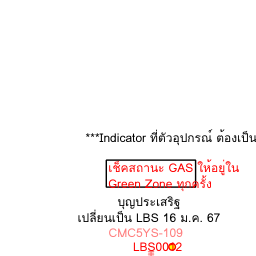 ***Indicator ที่ตัวอุปกรณ์ ต้องเป็น
เช็คสถานะ GAS ให้อยู่ใน
Green Zone ทุกครั้ง
บุญประเสริฐ
เปลี่ยนเป็น LBS 16 ม.ค. 67
CMC5YS-109
LBS0012